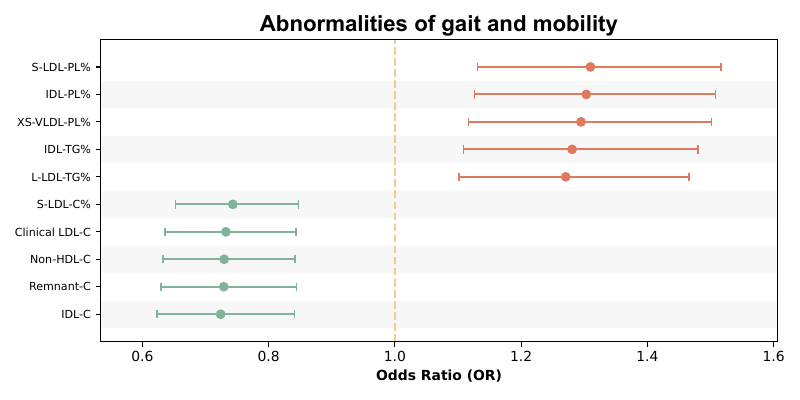 Abnormalities of gait and mobility
S-LDL-PL%
IDL-PL%
XS-VLDL-PL%
IDL-TG%
L-LDL-TG%
S-LDL-C%
Clinical LDL-C
Non-HDL-C
Remnant-C
IDL-C
0.6 0.8 1.0 1.2 1.4 1.6
Odds Ratio (OR)